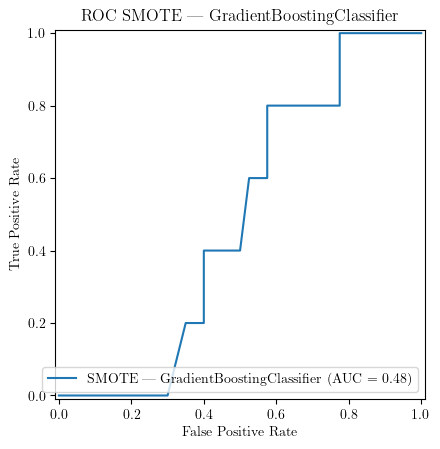 ROC SMOTE — GradientBoostingClassifier
1.0
0.8
0.6
0.4
0.2
0.0
True Positive Rate
SMOTE — GradientBoostingClassifier (AUC = 0.48)
0.0 0.2 0.4 0.6 0.8 1.0
False Positive Rate